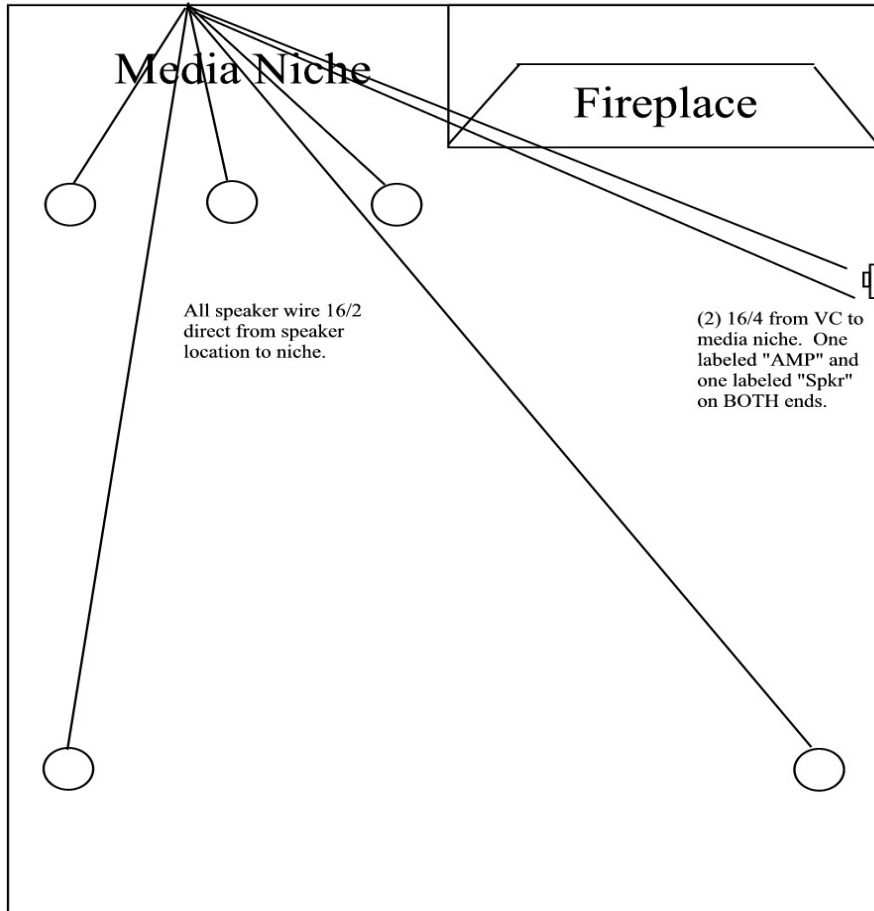 Media Niche
Fireplace
All speaker wire 16/2
direct from speaker
location to niche.
(2) 16/4 from VC to
media niche.  One
labeled "AMP" and
one labeled "Spkr"
on BOTH ends.